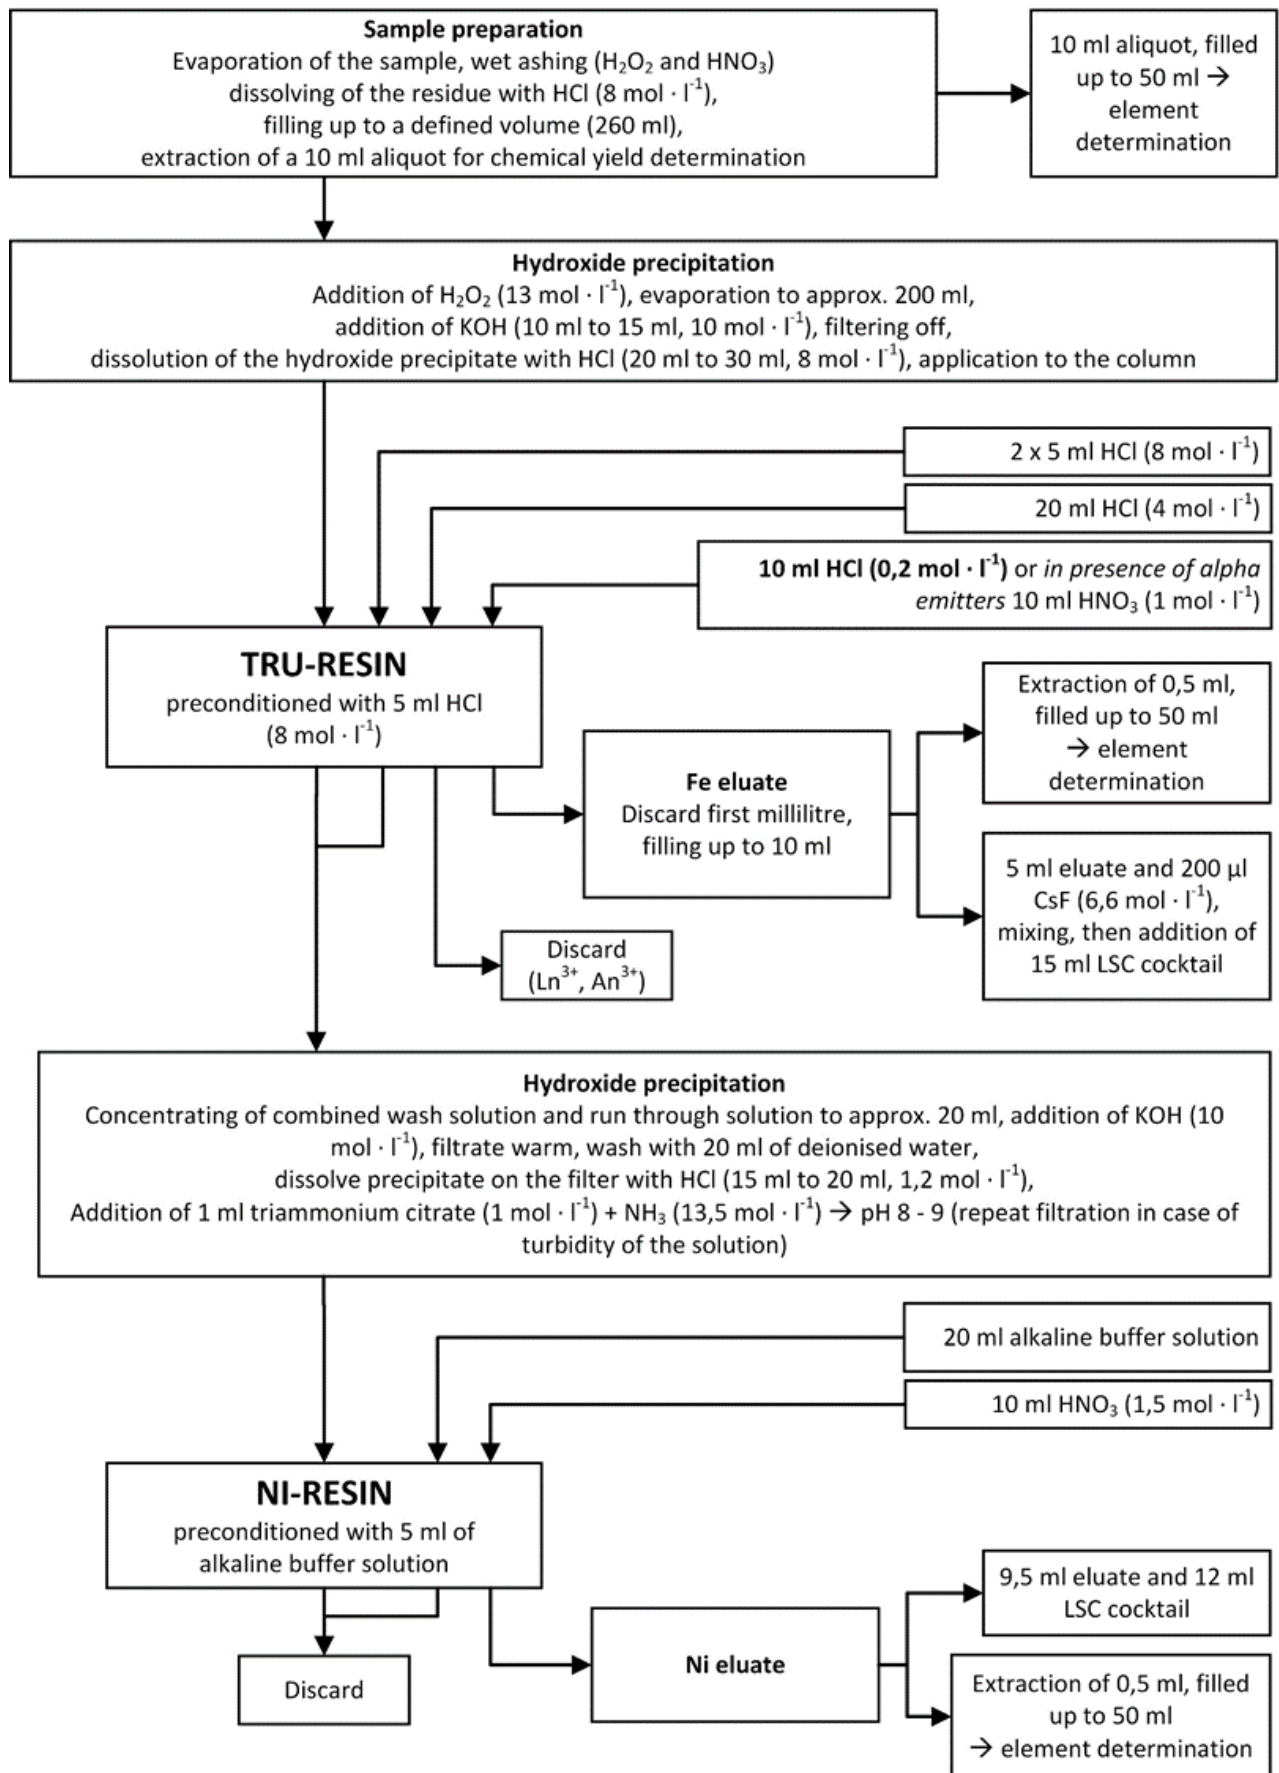 Sample preparation
Evaporation of the sample, wet ashing (H₂O₂ and HNO₃)
dissolving of the residue with HCl (8 mol · l⁻¹),
filling up to a defined volume (260 ml),
extraction of a 10 ml aliquot for chemical yield determination
10 ml aliquot, filled
up to 50 ml →
element
determination
Hydroxide precipitation
Addition of H₂O₂ (13 mol · l⁻¹), evaporation to approx. 200 ml,
addition of KOH (10 ml to 15 ml, 10 mol · l⁻¹), filtering off,
dissolution of the hydroxide precipitate with HCl (20 ml to 30 ml, 8 mol · l⁻¹), application to the column
2 x 5 ml HCl (8 mol · l⁻¹)
20 ml HCl (4 mol · l⁻¹)
10 ml HCl (0,2 mol · l⁻¹) or in presence of alpha
emitters 10 ml HNO₃ (1 mol · l⁻¹)
TRU-RESIN
preconditioned with 5 ml HCl
(8 mol · l⁻¹)
Fe eluate
Discard first millilitre,
filling up to 10 ml
Extraction of 0,5 ml,
filled up to 50 ml
→ element
determination
5 ml eluate and 200 µl
CsF (6,6 mol · l⁻¹),
mixing, then addition of
15 ml LSC cocktail
Discard
(Ln³⁺, An³⁺)
Hydroxide precipitation
Concentrating of combined wash solution and run through solution to approx. 20 ml, addition of KOH (10
mol · l⁻¹), filtrate warm, wash with 20 ml of deionised water,
dissolve precipitate on the filter with HCl (15 ml to 20 ml, 1,2 mol · l⁻¹),
Addition of 1 ml triammonium citrate (1 mol · l⁻¹) + NH₃ (13,5 mol · l⁻¹) → pH 8 - 9 (repeat filtration in case of
turbidity of the solution)
20 ml alkaline buffer solution
10 ml HNO₃ (1,5 mol · l⁻¹)
NI-RESIN
preconditioned with 5 ml of
alkaline buffer solution
Discard
Ni eluate
9,5 ml eluate and 12 ml
LSC cocktail
Extraction of 0,5 ml, filled
up to 50 ml
→ element determination